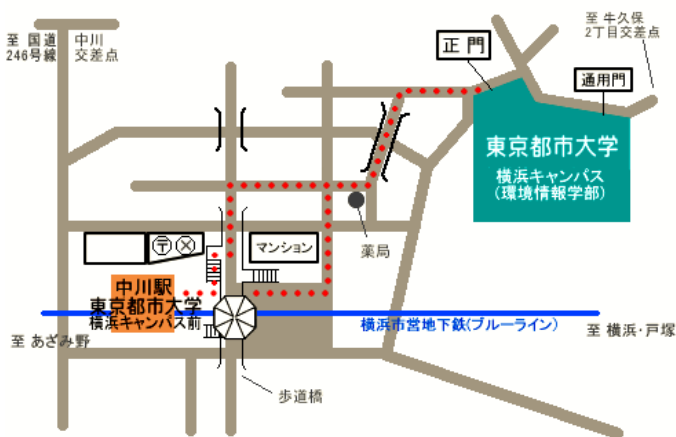 至 国道
246号線
中川
交差点
至 牛久保
2丁目交差点
正 門
通用門
東京都市大学
横浜キャンパス
(環境情報学部)
マンション
薬局
中川駅
東京都市大学
横浜キャンパス前
横浜市営地下鉄(ブルーライン)
至 あざみ野
至 横浜・戸塚
歩道橋